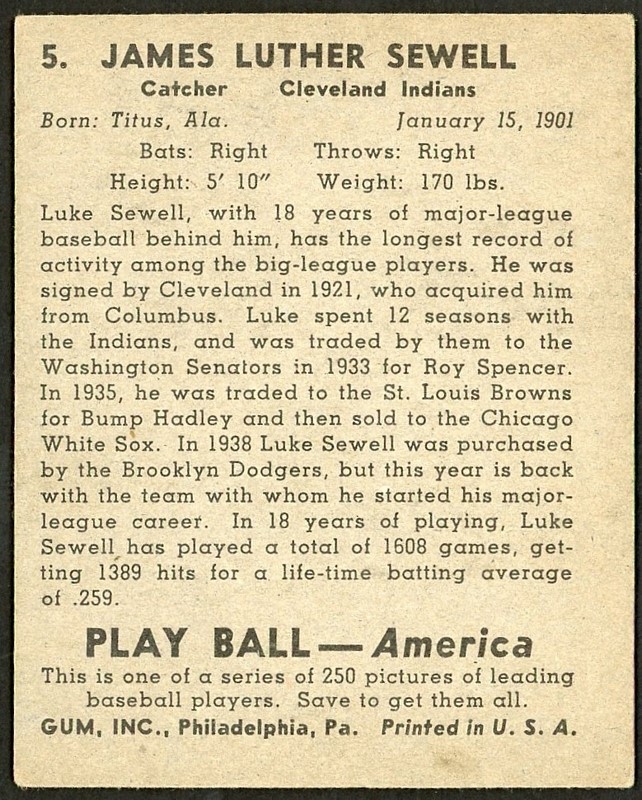 5. JAMES LUTHER SEWELL
Catcher Cleveland Indians
Born: Titus, Ala. January 15, 1901
Bats: Right Throws: Right
Height: 5′ 10″ Weight: 170 lbs.
Luke Sewell, with 18 years of major-league
baseball behind him, has the longest record of
activity among the big-league players. He was
signed by Cleveland in 1921, who acquired him
from Columbus. Luke spent 12 seasons with
the Indians, and was traded by them to the
Washington Senators in 1933 for Roy Spencer.
In 1935, he was traded to the St. Louis Browns
for Bump Hadley and then sold to the Chicago
White Sox. In 1938 Luke Sewell was purchased
by the Brooklyn Dodgers, but this year is back
with the team with whom he started his major-
league career. In 18 years of playing, Luke
Sewell has played a total of 1608 games, get-
ting 1389 hits for a life-time batting average
of .259.
PLAY BALL—America
This is one of a series of 250 pictures of leading
baseball players. Save to get them all.
GUM, INC., Philadelphia, Pa. Printed in U. S. A.